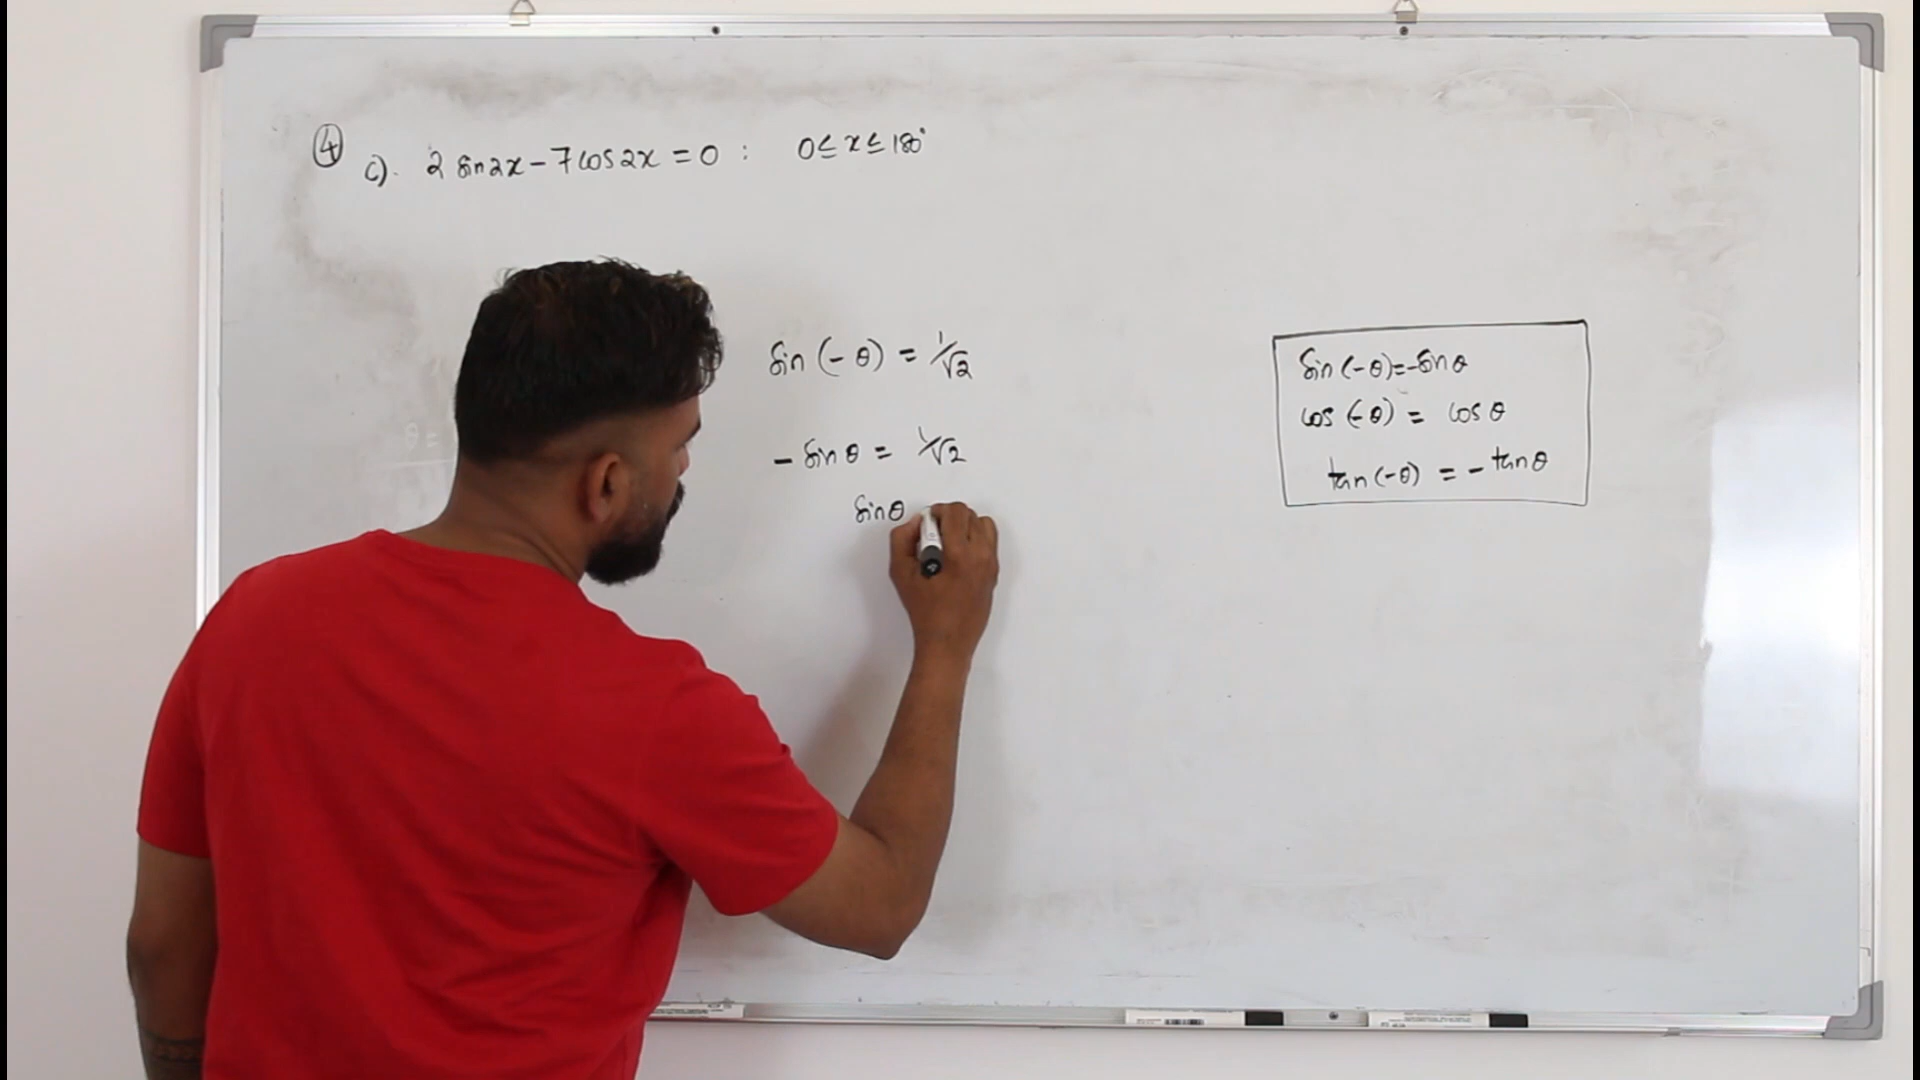 ④ c). 2 sin2x - 7cos2x = 0 : 0 ≤ x ≤ 180°
sin (-θ) = 1/√2
- sinθ = 1/√2
sinθ
sin (-θ) = -sinθ
cos (-θ) = cosθ
tan (-θ) = - tanθ
θ =